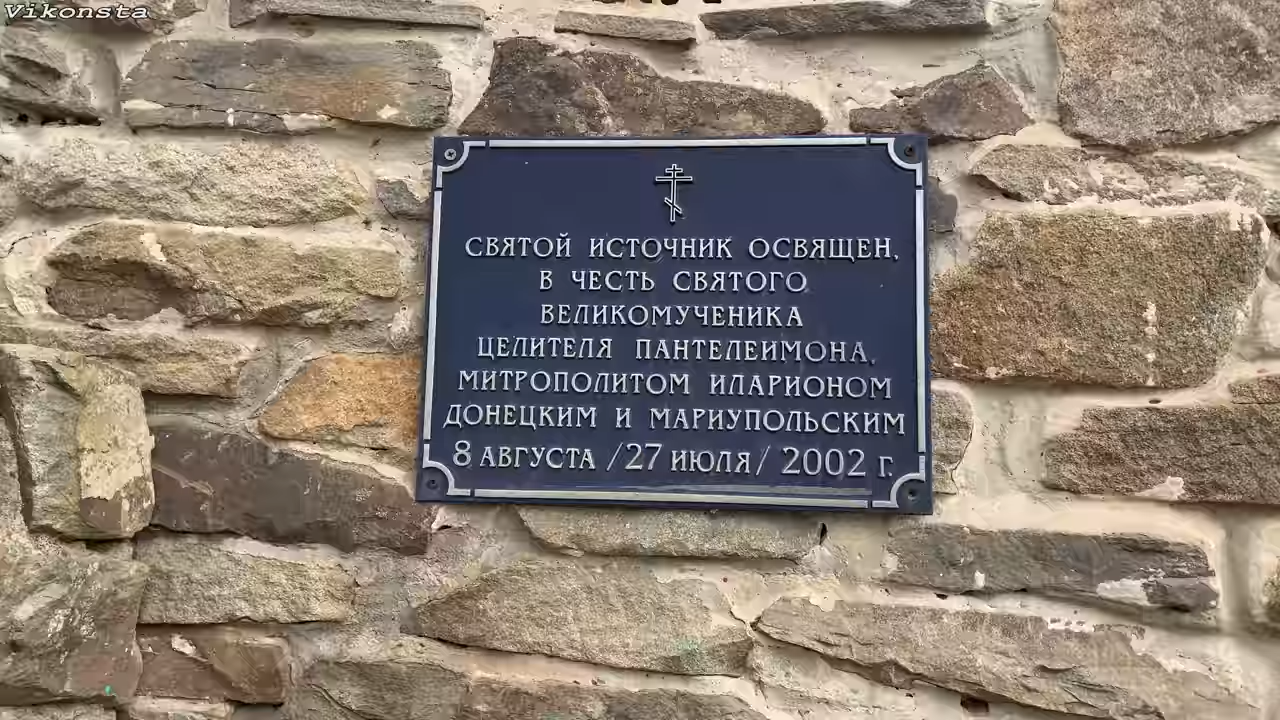 Vikonsta
СВЯТОЙ ИСТОЧНИК ОСВЯЩЕН,
В ЧЕСТЬ СВЯТОГО
ВЕЛИКОМУЧЕНИКА
ЦЕЛИТЕЛЯ ПАНТЕЛЕИМОНА,
МИТРОПОЛИТОМ ИЛАРИОНОМ
ДОНЕЦКИМ И МАРИУПОЛЬСКИМ
8 АВГУСТА /27 ИЮЛЯ/ 2002 Г.